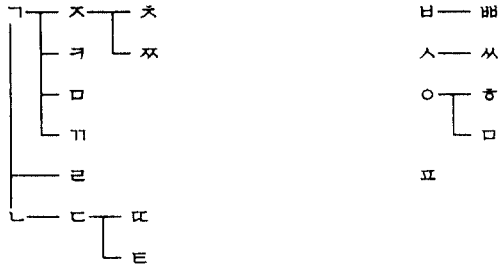 ㄱ ㅈ ㅊ ㅂ ㅃ
ㅋ ㅉ ㅅ ㅆ
ㅁ ㅇ ㅎ
ㄲ ㅁ
ㄹ ㅍ
ㄴ ㄷ ㄸ
ㅌ